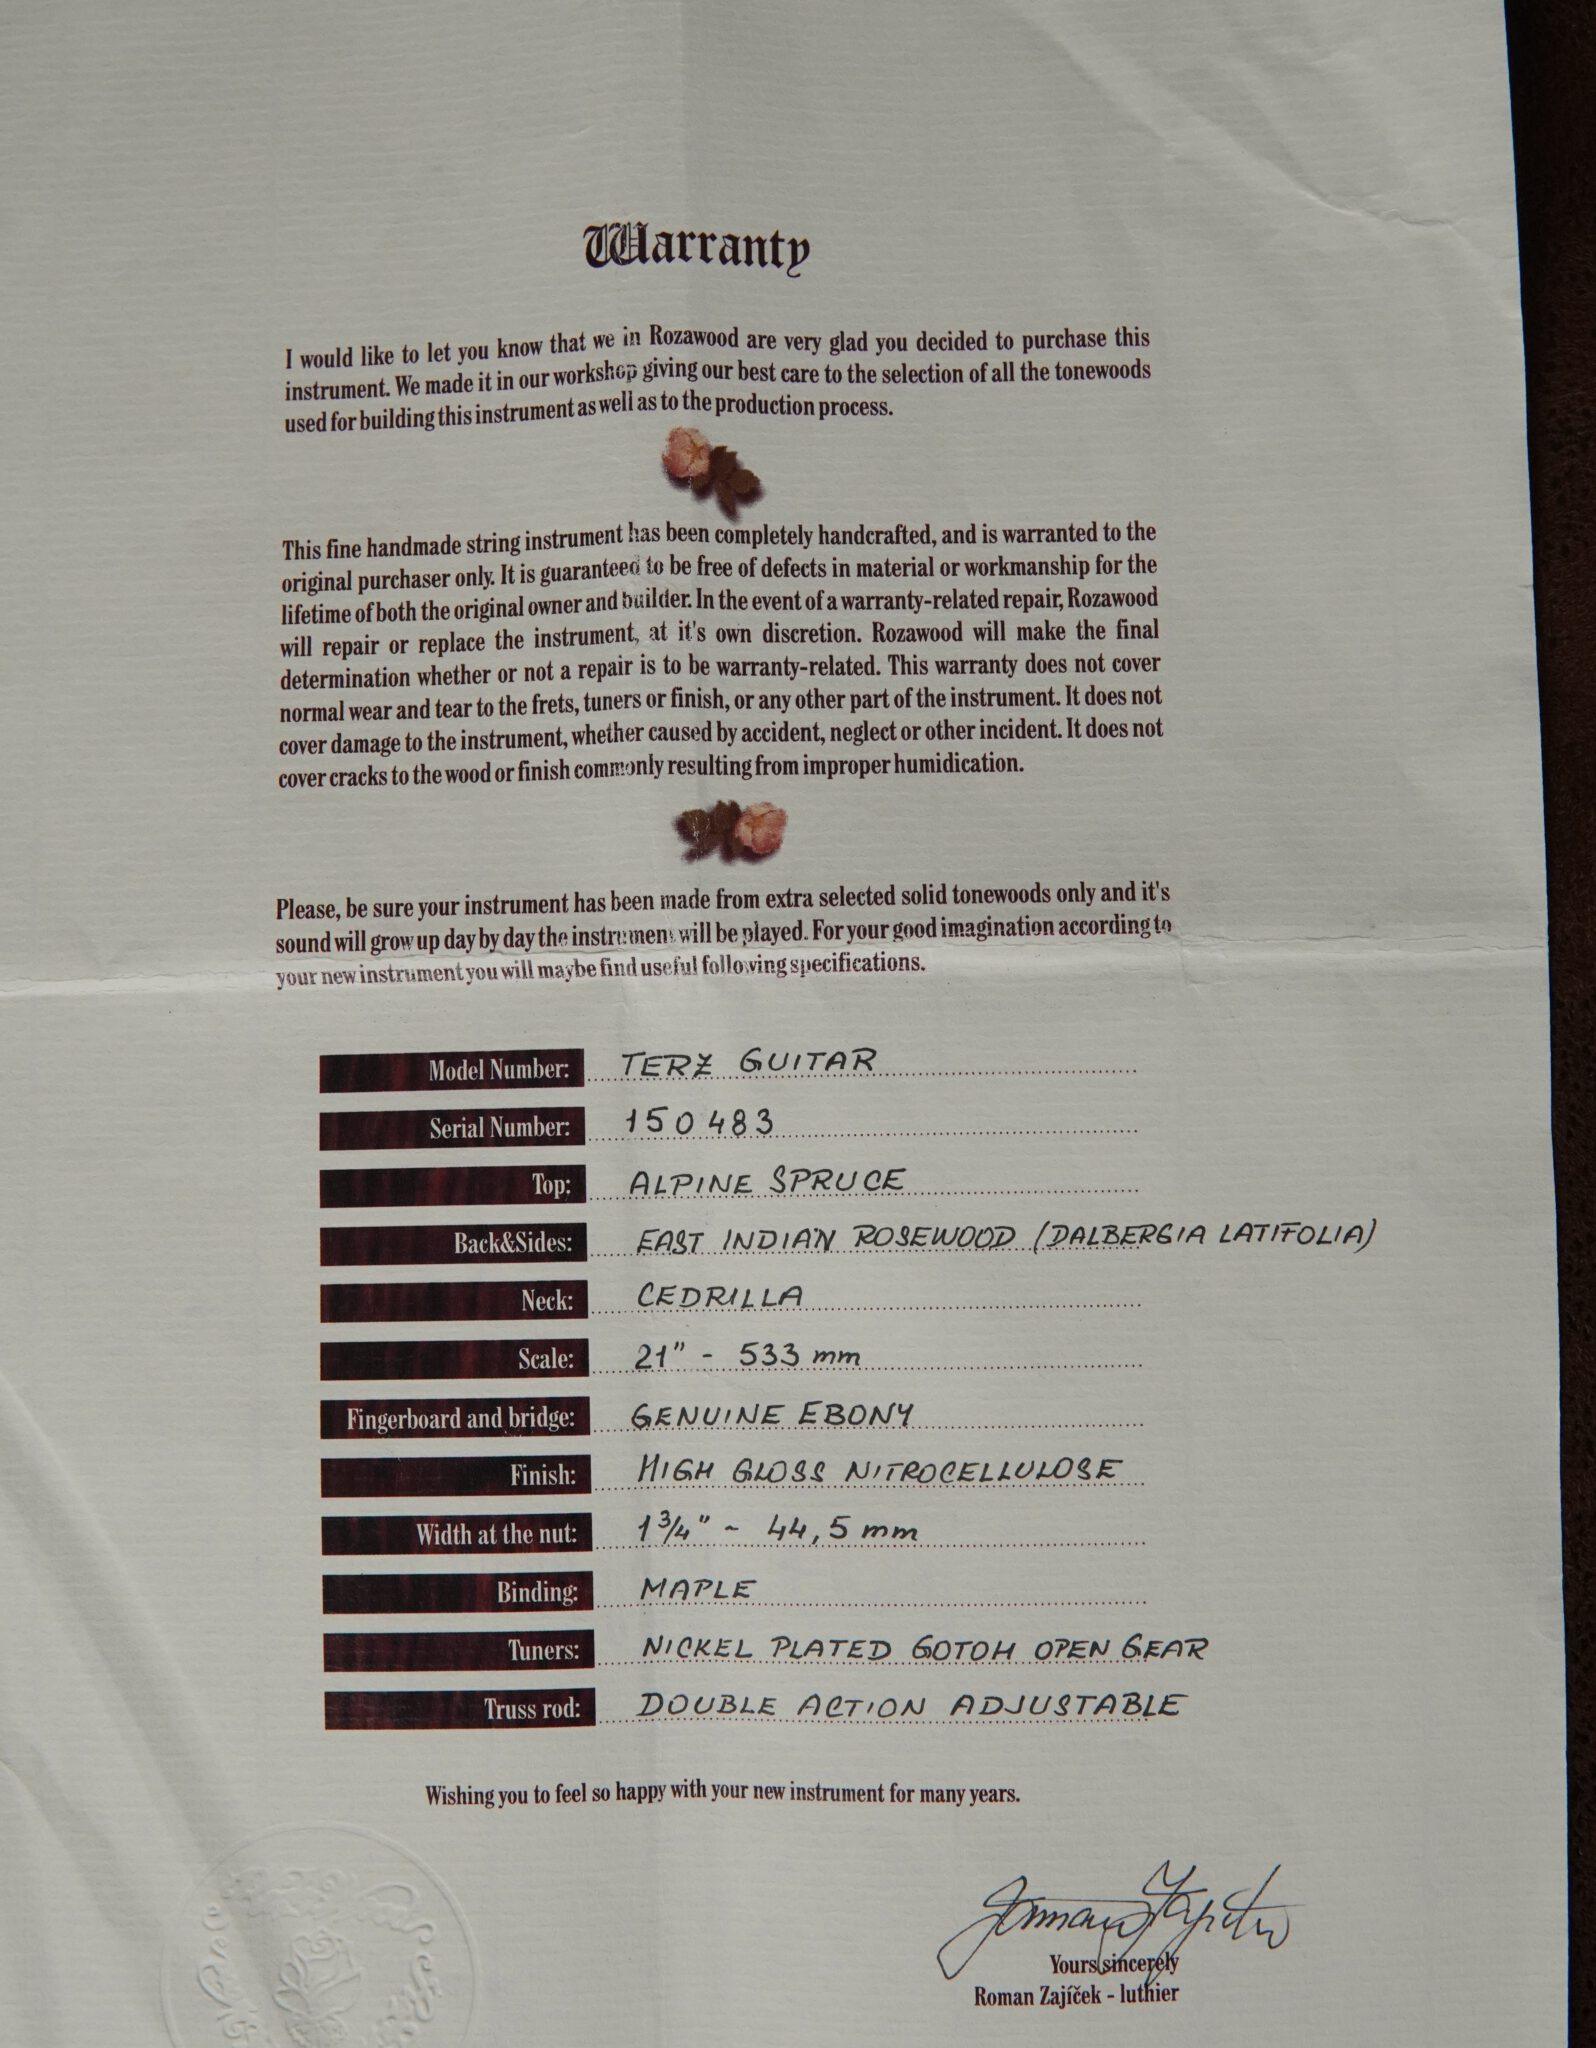 Warranty
I would like to let you know that we in Rozawood are very glad you decided to purchase this
instrument. We made it in our workshop giving our best care to the selection of all the tonewoods
used for building this instrument as well as to the production process.
This fine handmade string instrument has been completely handcrafted, and is warranted to the
original purchaser only. It is guaranteed to be free of defects in material or workmanship for the
lifetime of both the original owner and builder. In the event of a warranty-related repair, Rozawood
will repair or replace the instrument, at it's own discretion. Rozawood will make the final
determination whether or not a repair is to be warranty-related. This warranty does not cover
normal wear and tear to the frets, tuners or finish, or any other part of the instrument. It does not
cover damage to the instrument, whether caused by accident, neglect or other incident. It does not
cover cracks to the wood or finish commonly resulting from improper humidication.
Please, be sure your instrument has been made from extra selected solid tonewoods only and it's
sound will grow up day by day the instrument will be played. For your good imagination according to
your new instrument you will maybe find useful following specifications.
Model Number: TERZ GUITAR
Serial Number: 150483
Top: ALPINE SPRUCE
Back&Sides: EAST INDIAN ROSEWOOD (DALBERGIA LATIFOLIA)
Neck: CEDRILLA
Scale: 21" - 533 mm
Fingerboard and bridge: GENUINE EBONY
Finish: HIGH GLOSS NITROCELLULOSE
Width at the nut: 1 3/4" - 44,5 mm
Binding: MAPLE
Tuners: NICKEL PLATED GOTOH OPEN GEAR
Truss rod: DOUBLE ACTION ADJUSTABLE
Wishing you to feel so happy with your new instrument for many years.
Yours sincerely
Roman Zajíček - luthier